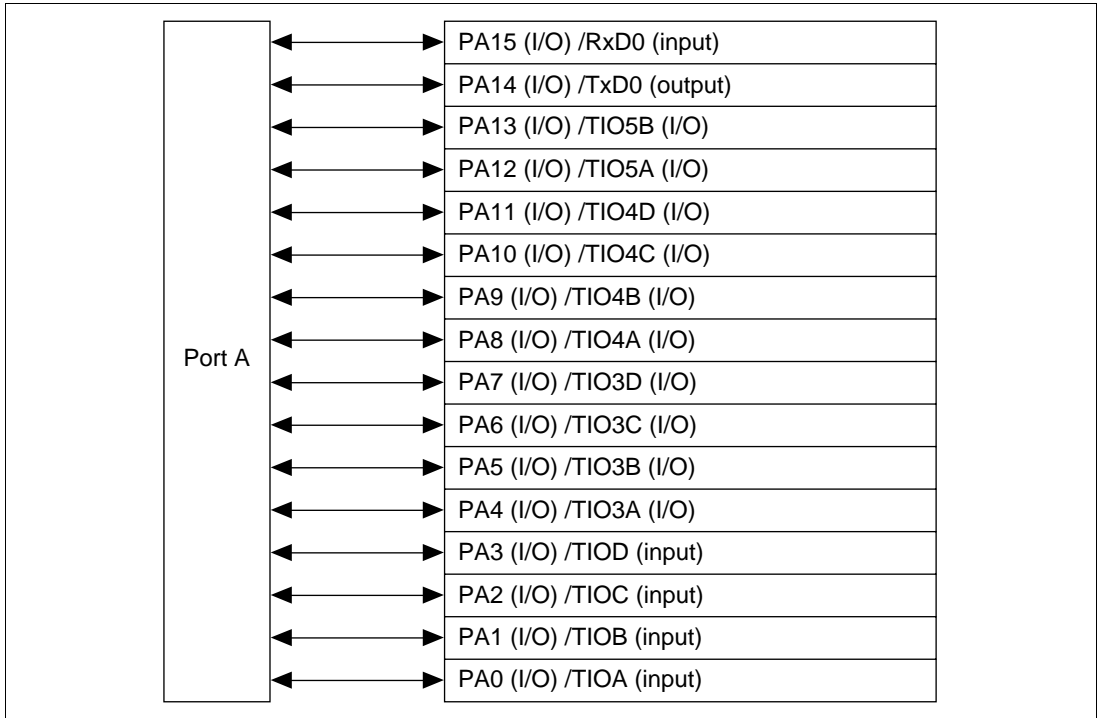 PA15 (I/O) /RxD0 (input)
PA14 (I/O) /TxD0 (output)
PA13 (I/O) /TIO5B (I/O)
PA12 (I/O) /TIO5A (I/O)
PA11 (I/O) /TIO4D (I/O)
PA10 (I/O) /TIO4C (I/O)
PA9 (I/O) /TIO4B (I/O)
PA8 (I/O) /TIO4A (I/O)
Port A
PA7 (I/O) /TIO3D (I/O)
PA6 (I/O) /TIO3C (I/O)
PA5 (I/O) /TIO3B (I/O)
PA4 (I/O) /TIO3A (I/O)
PA3 (I/O) /TIOD (input)
PA2 (I/O) /TIOC (input)
PA1 (I/O) /TIOB (input)
PA0 (I/O) /TIOA (input)